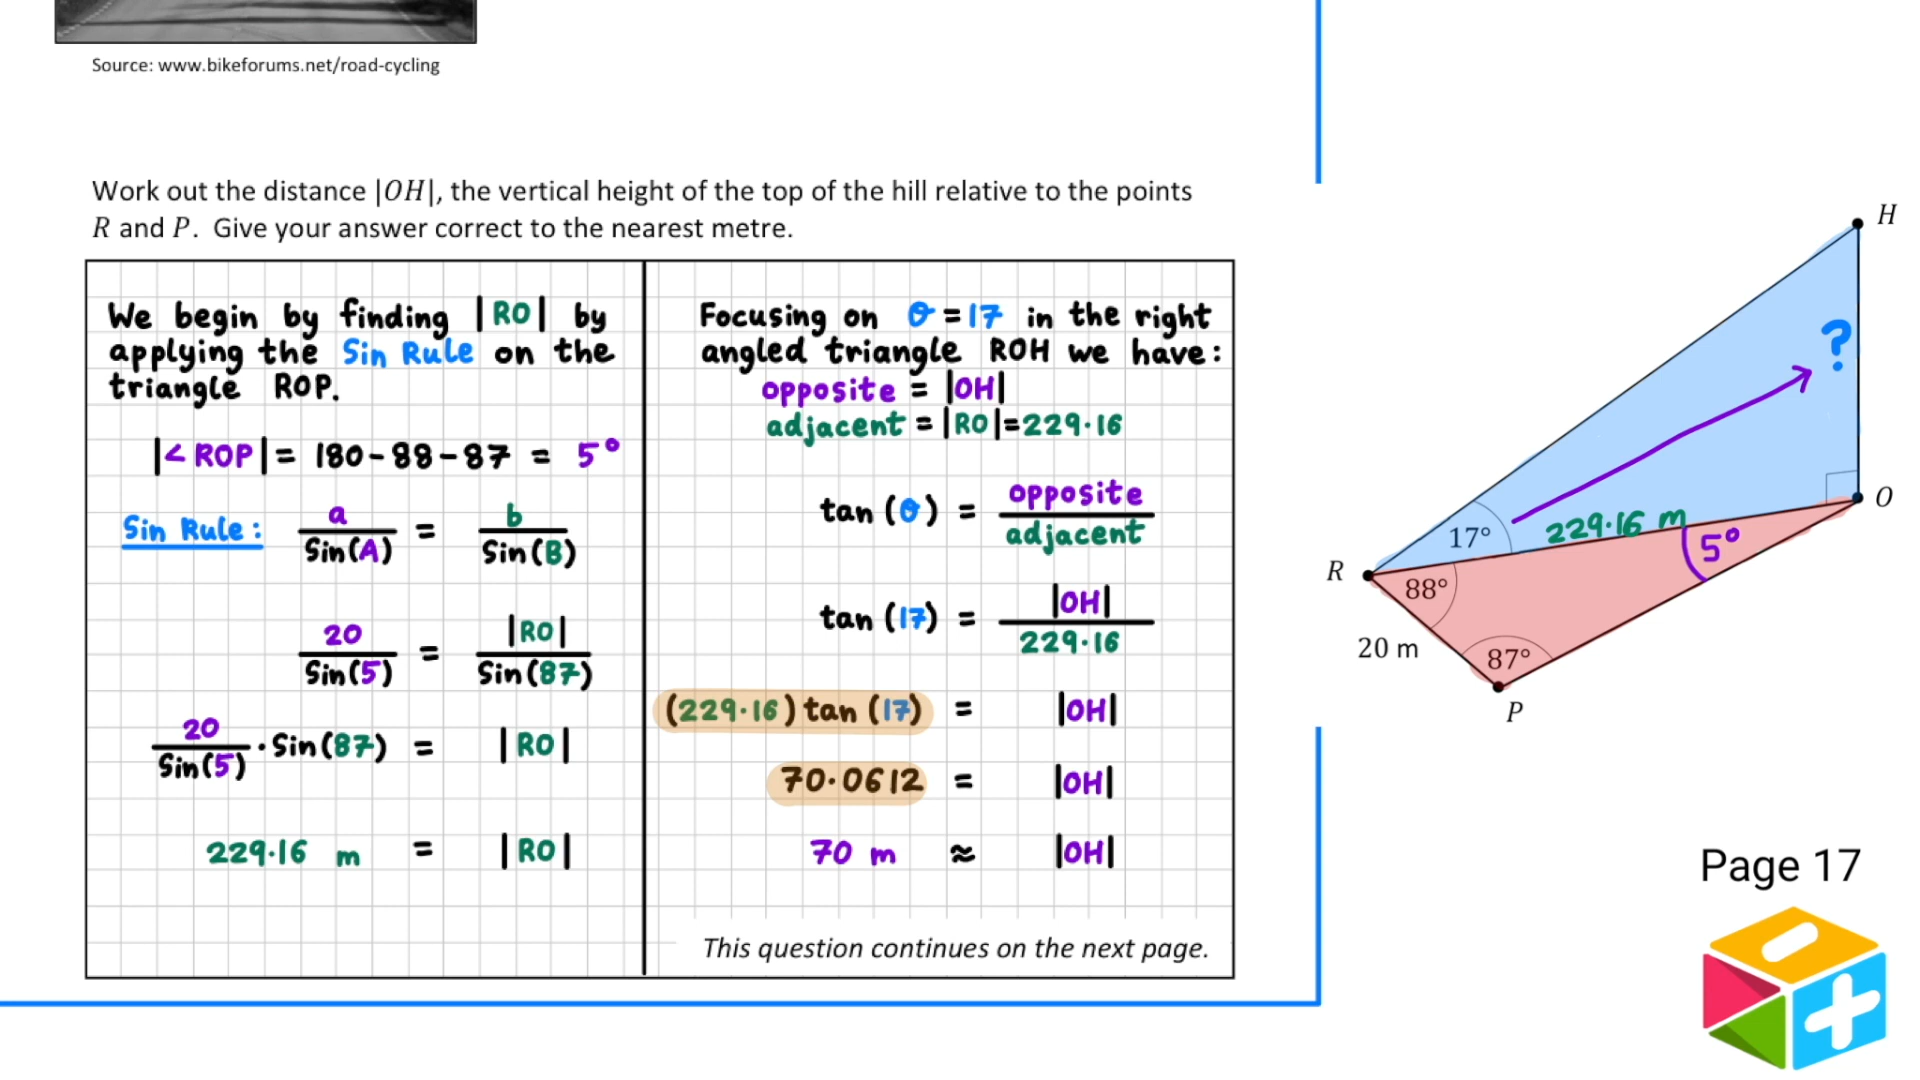 Source: www.bikeforums.net/road-cycling
Work out the distance |OH|, the vertical height of the top of the hill relative to the points
R and P. Give your answer correct to the nearest metre.
We begin by finding |RO| by
applying the Sin Rule on the
triangle ROP.
|< ROP| = 180-88-87 = 5°
Sin Rule: a/Sin(A) = b/Sin(B)
20/Sin(5) = |RO|/Sin(87)
20/Sin(5) · Sin(87) = |RO|
229·16 m = |RO|
Focusing on θ = 17 in the right
angled triangle ROH we have:
opposite = |OH|
adjacent = |RO| = 229·16
tan (θ) = opposite/adjacent
tan (17) = |OH|/229·16
(229·16) tan (17) = |OH|
70·0612 = |OH|
70 m ≈ |OH|
This question continues on the next page.
H
?
O
17°
229·16 m
5°
R
88°
20 m
87°
P
Page 17